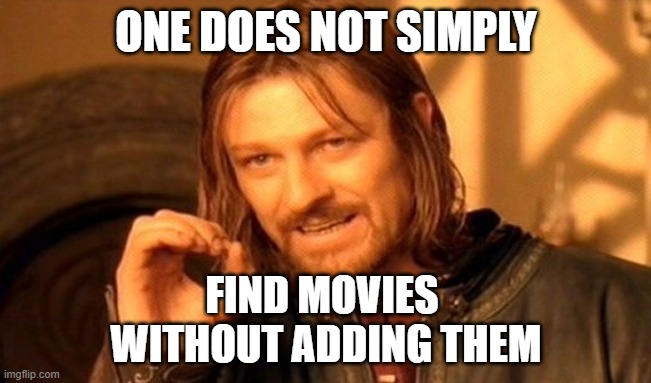 ONE DOES NOT SIMPLY
FIND MOVIES
WITHOUT ADDING THEM
imgflip.com